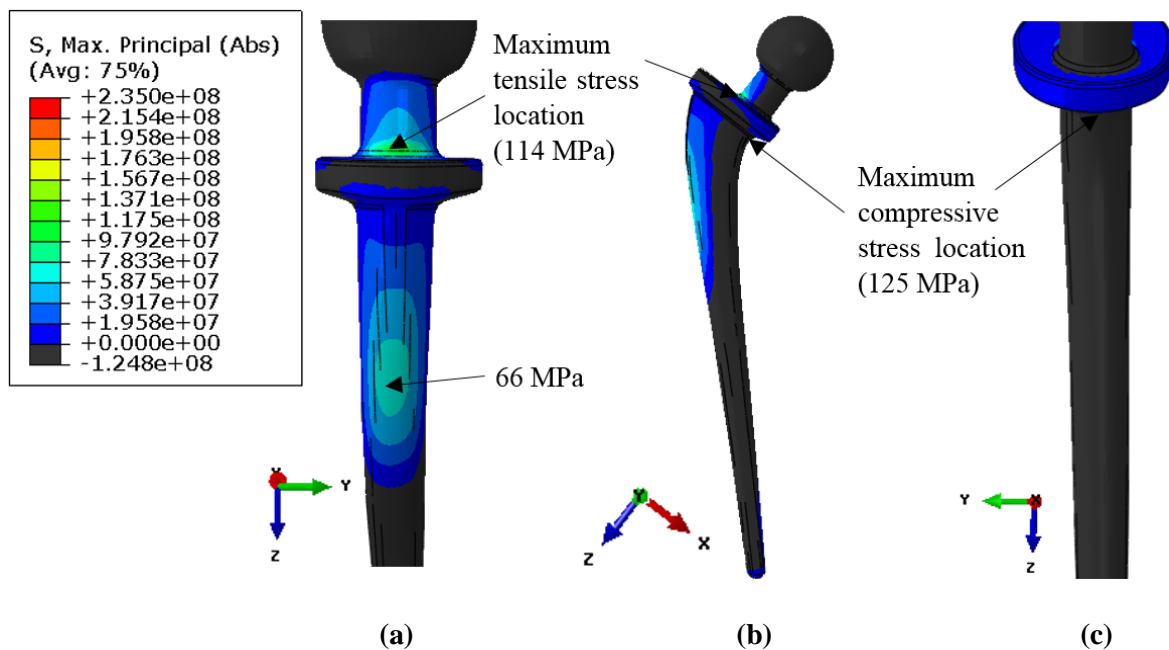 S, Max. Principal (Abs)
(Avg: 75%)
+2.350e+08
+2.154e+08
+1.958e+08
+1.763e+08
+1.567e+08
+1.371e+08
+1.175e+08
+9.792e+07
+7.833e+07
+5.875e+07
+3.917e+07
+1.958e+07
+0.000e+00
-1.248e+08
Maximum
tensile stress
location
(114 MPa)
Maximum
compressive
stress location
(125 MPa)
66 MPa
X
Y
Z
Y
Z
X
Y
X
Z
(a)
(b)
(c)